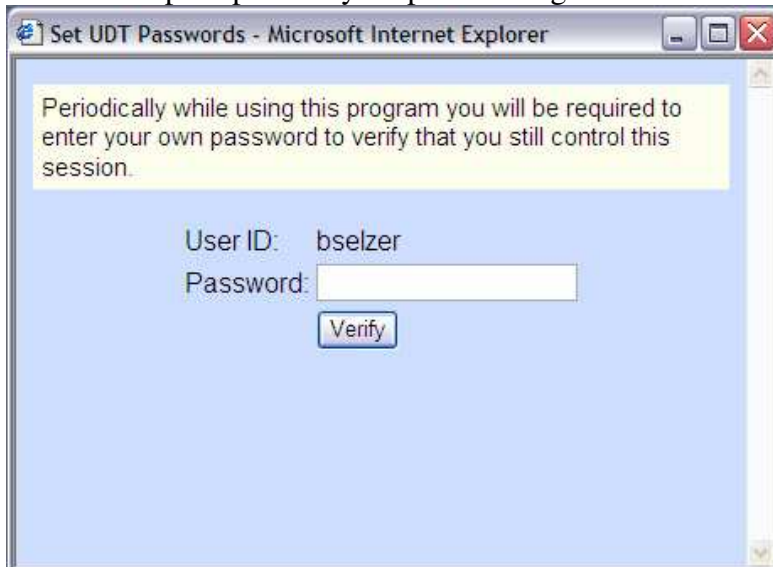 Set UDT Passwords - Microsoft Internet Explorer
Periodically while using this program you will be required to
enter your own password to verify that you still control this
session.
User ID: bselzer
Password:
Verify